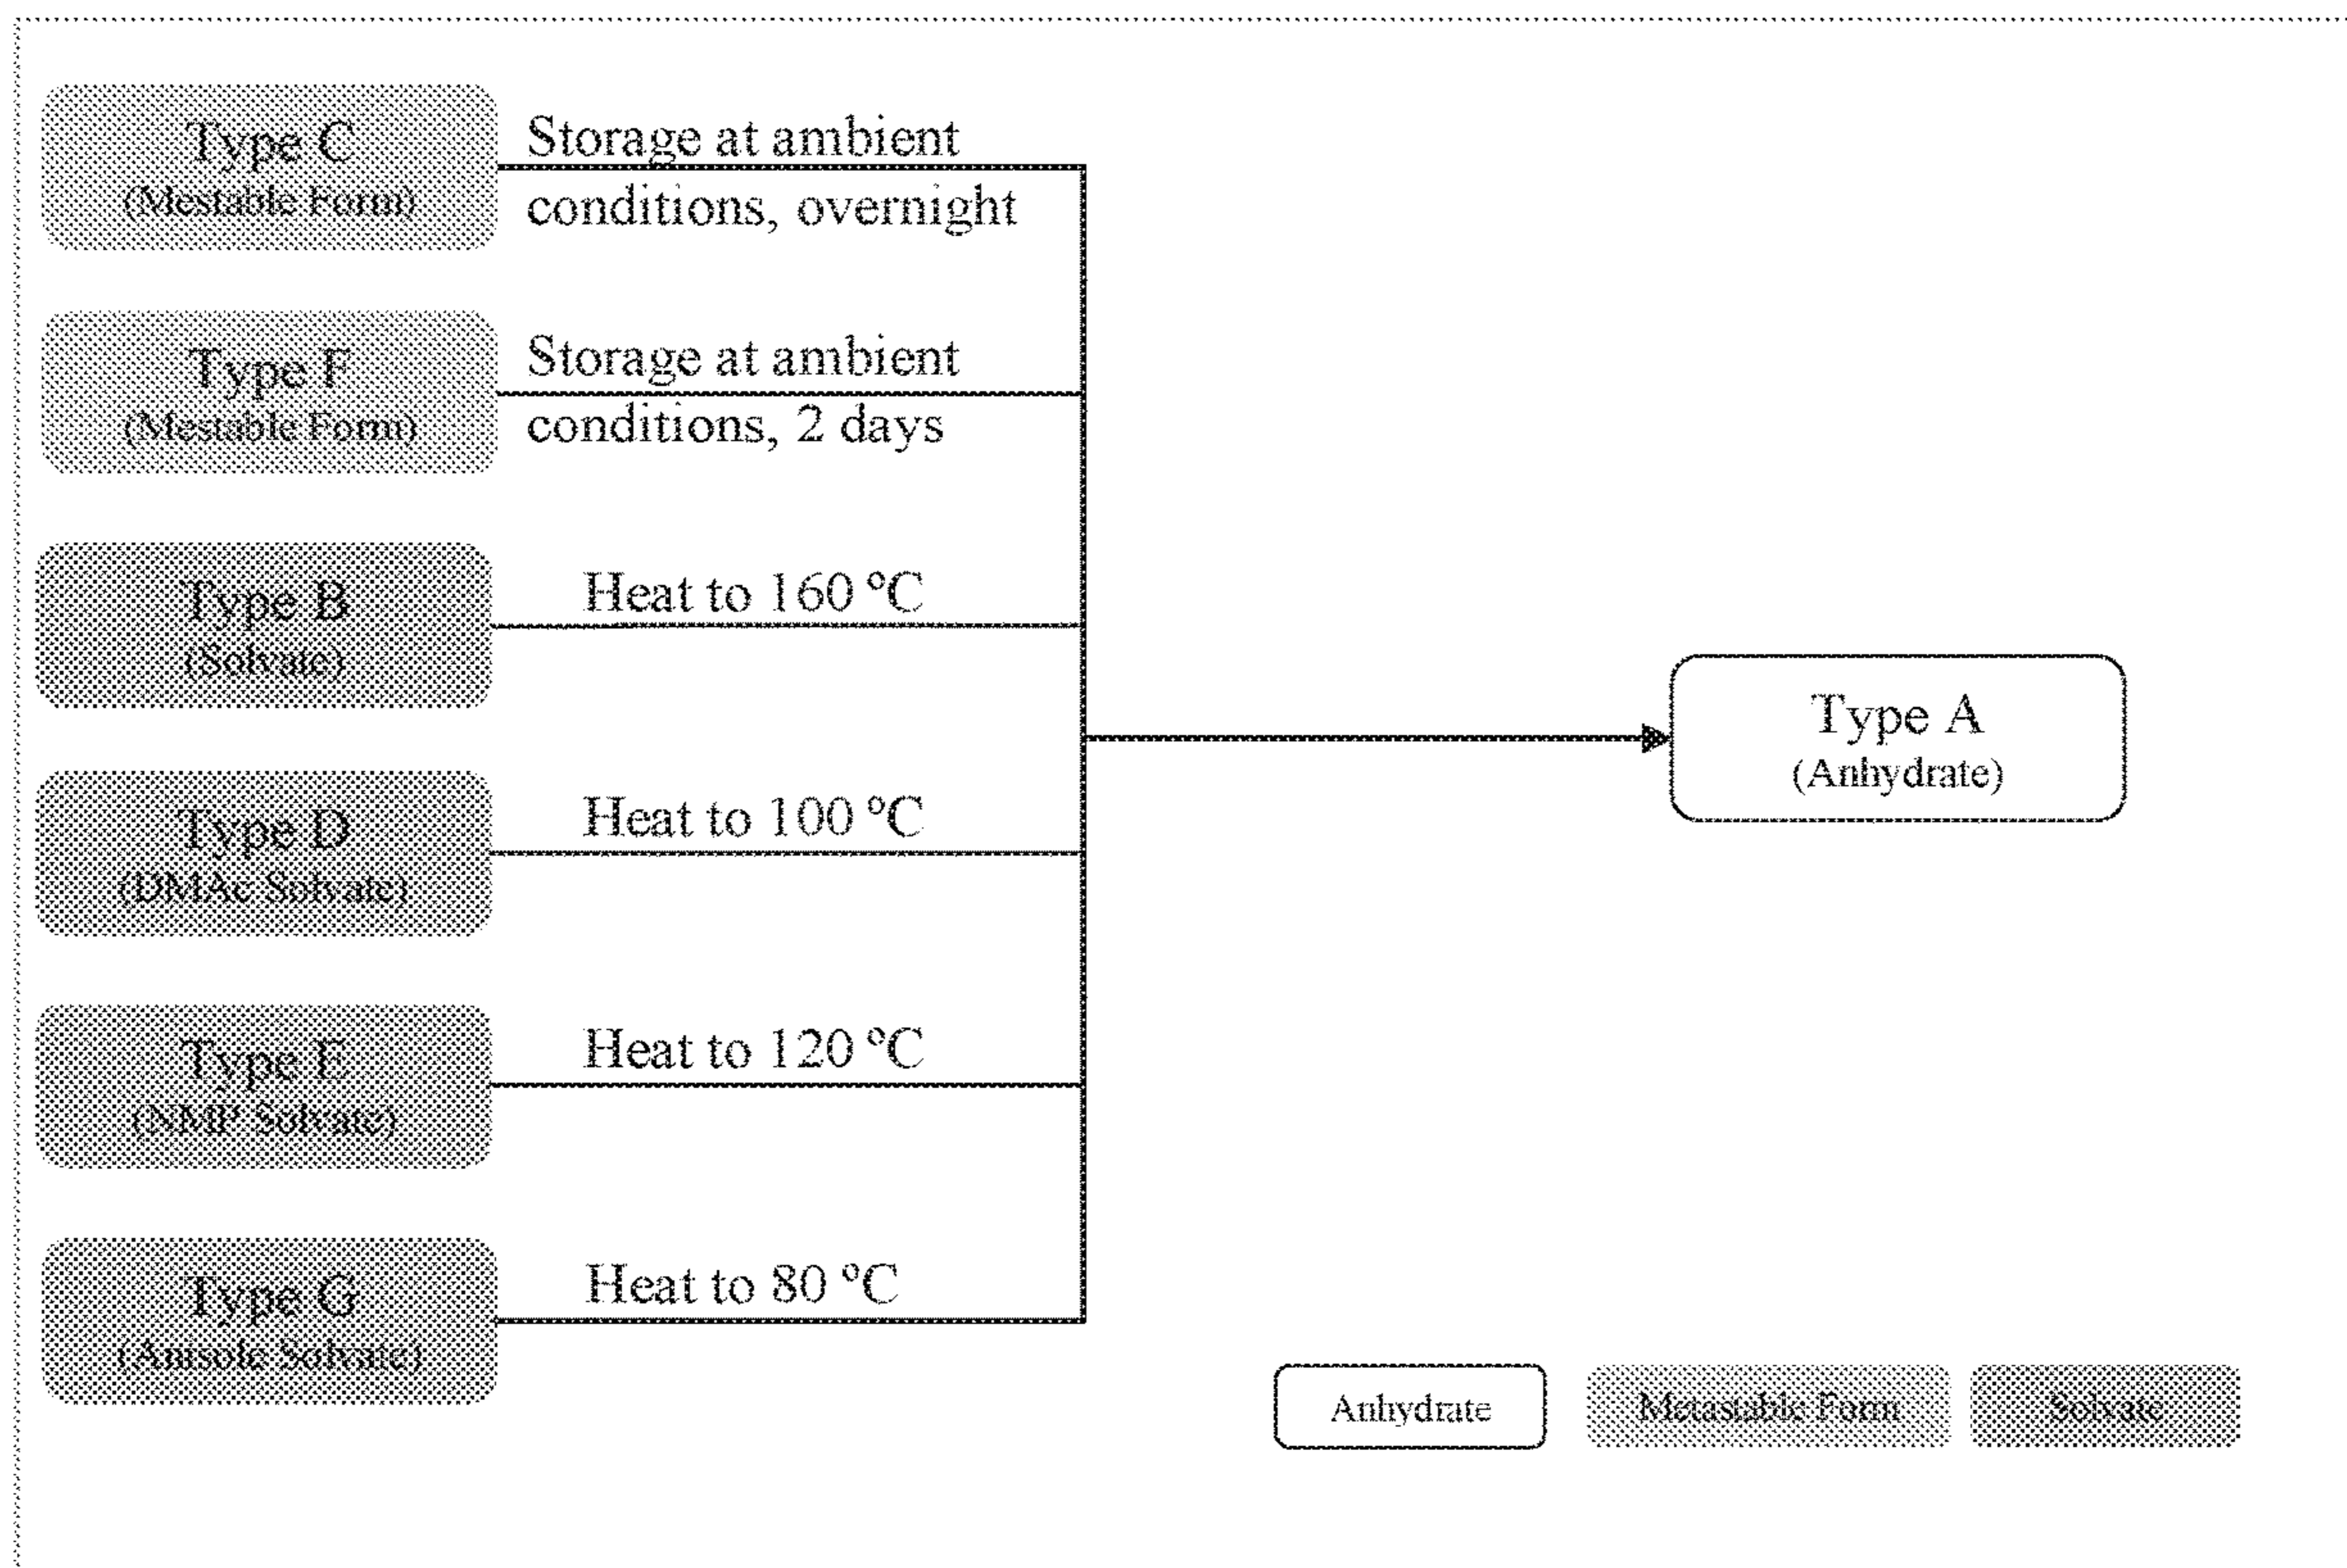 Type C
(Mestable Form)
Storage at ambient
conditions, overnight
Type F
(Mestable Form)
Storage at ambient
conditions, 2 days
Type B
(Solvate)
Heat to 160 °C
Type D
(DMAc Solvate)
Heat to 100 °C
Type E
(NMP Solvate)
Heat to 120 °C
Type G
(Anisole Solvate)
Heat to 80 °C
Type A
(Anhydrate)
Anhydrate
Metastable Form
Solvate